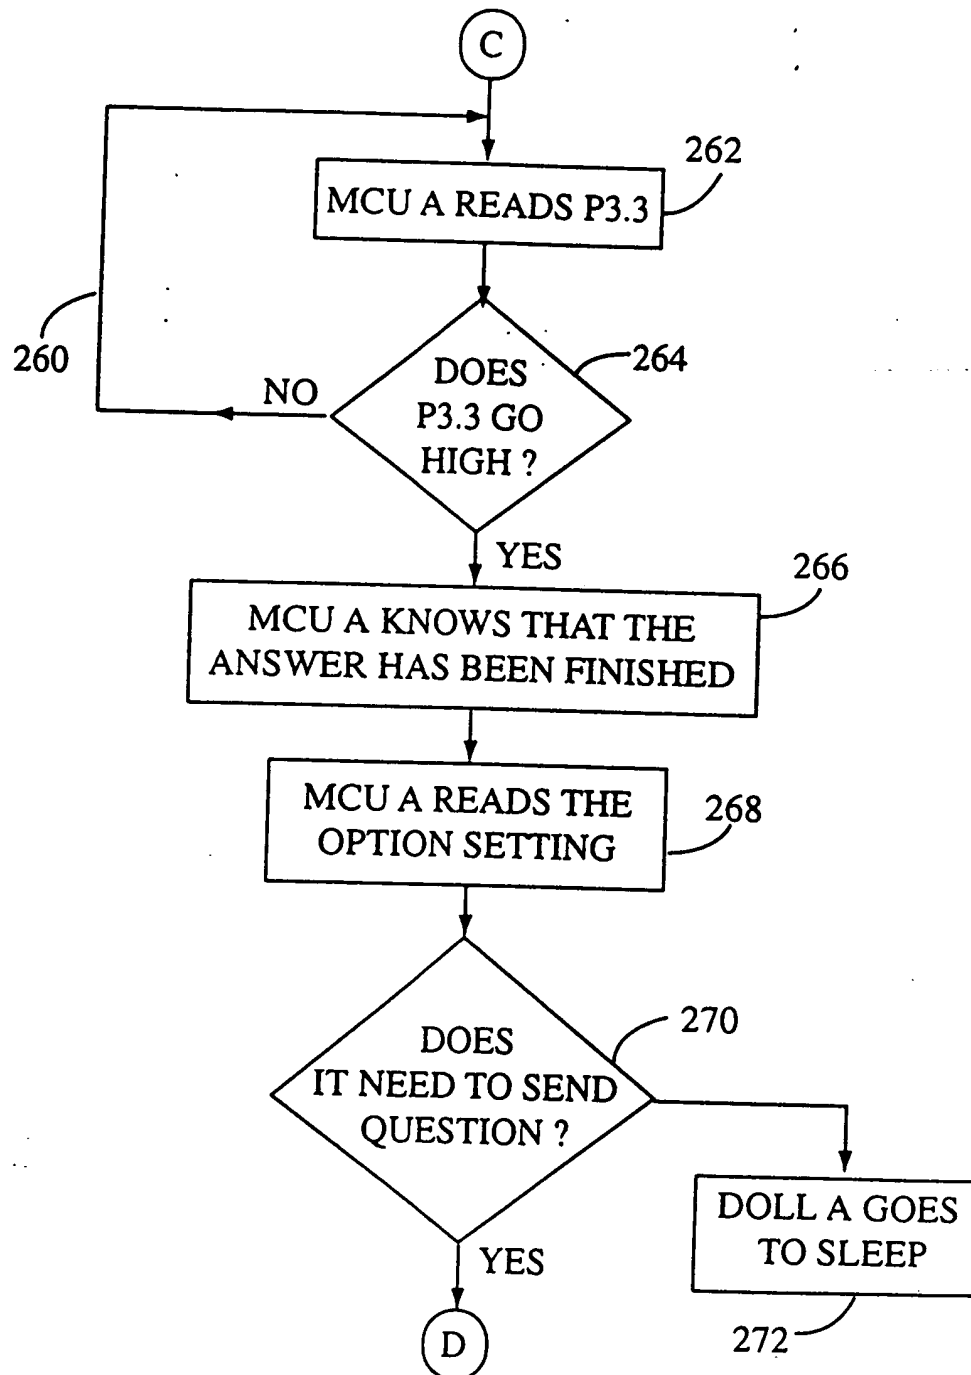 C
262
MCU A READS P3.3
260
264
DOES
P3.3 GO
HIGH ?
NO
YES
266
MCU A KNOWS THAT THE
ANSWER HAS BEEN FINISHED
268
MCU A READS THE
OPTION SETTING
270
DOES
IT NEED TO SEND
QUESTION ?
DOLL A GOES
TO SLEEP
YES
272
D